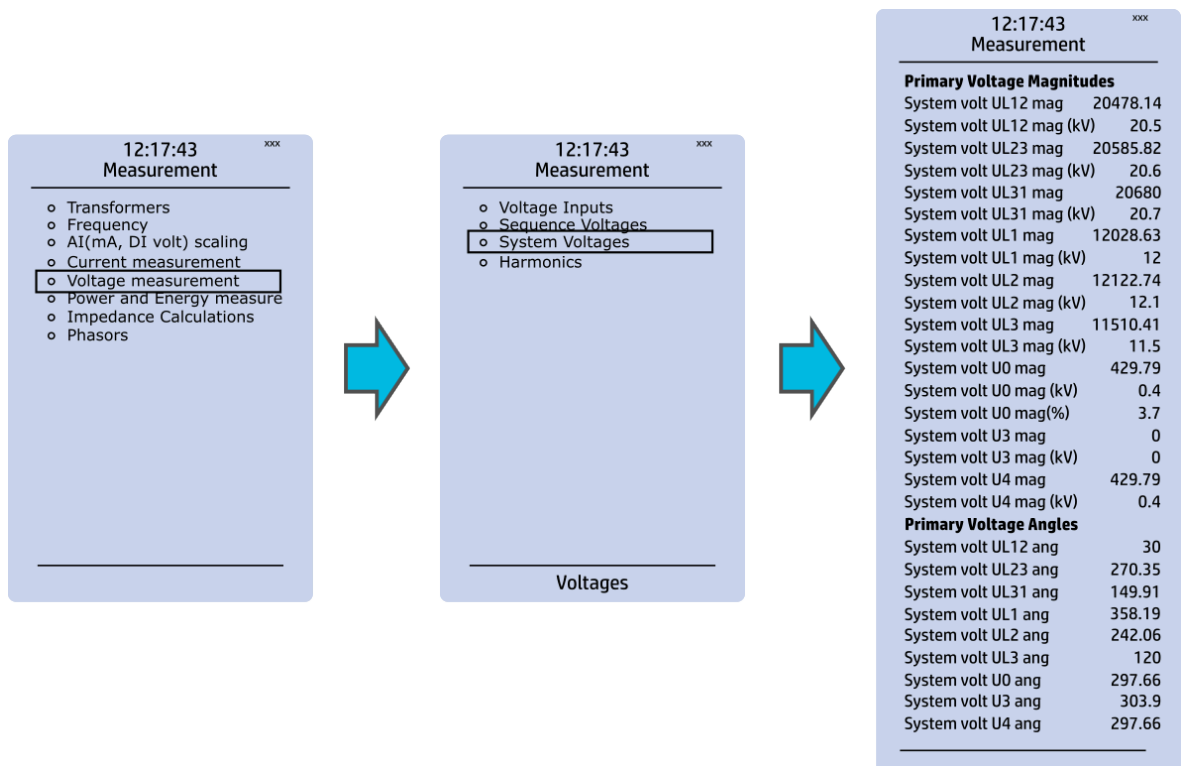 12:17:43 xxx
Measurement
Transformers
Frequency
AI(mA, DI volt) scaling
Current measurement
Voltage measurement
Power and Energy measure
Impedance Calculations
Phasors
12:17:43 xxx
Measurement
Voltage Inputs
Sequence Voltages
System Voltages
Harmonics
Voltages
12:17:43 xxx
Measurement
Primary Voltage Magnitudes
System volt UL12 mag 20478.14
System volt UL12 mag (kV) 20.5
System volt UL23 mag 20585.82
System volt UL23 mag (kV) 20.6
System volt UL31 mag 20680
System volt UL31 mag (kV) 20.7
System volt UL1 mag 12028.63
System volt UL1 mag (kV) 12
System volt UL2 mag 12122.74
System volt UL2 mag (kV) 12.1
System volt UL3 mag 11510.41
System volt UL3 mag (kV) 11.5
System volt U0 mag 429.79
System volt U0 mag (kV) 0.4
System volt U0 mag(%) 3.7
System volt U3 mag 0
System volt U3 mag (kV) 0
System volt U4 mag 429.79
System volt U4 mag (kV) 0.4
Primary Voltage Angles
System volt UL12 ang 30
System volt UL23 ang 270.35
System volt UL31 ang 149.91
System volt UL1 ang 358.19
System volt UL2 ang 242.06
System volt UL3 ang 120
System volt U0 ang 297.66
System volt U3 ang 303.9
System volt U4 ang 297.66